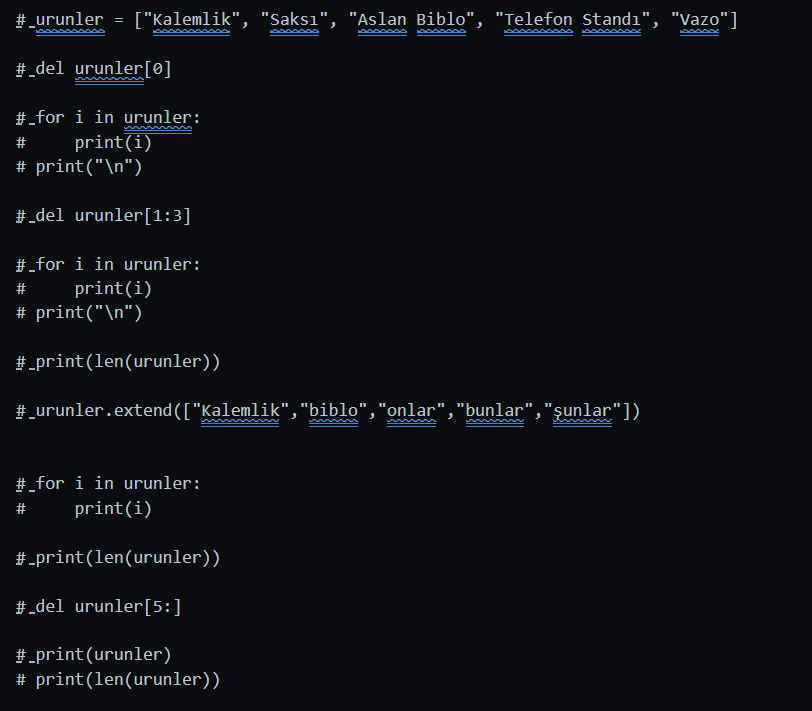 # urunler = ["Kalemlik", "Saksı", "Aslan Biblo", "Telefon Standı", "Vazo"]
# del urunler[0]
# for i in urunler:
#     print(i)
# print("\n")
# del urunler[1:3]
# for i in urunler:
#     print(i)
# print("\n")
# print(len(urunler))
# urunler.extend(["Kalemlik","biblo","onlar","bunlar","şunlar"])
# for i in urunler:
#     print(i)
# print(len(urunler))
# del urunler[5:]
# print(urunler)
# print(len(urunler))